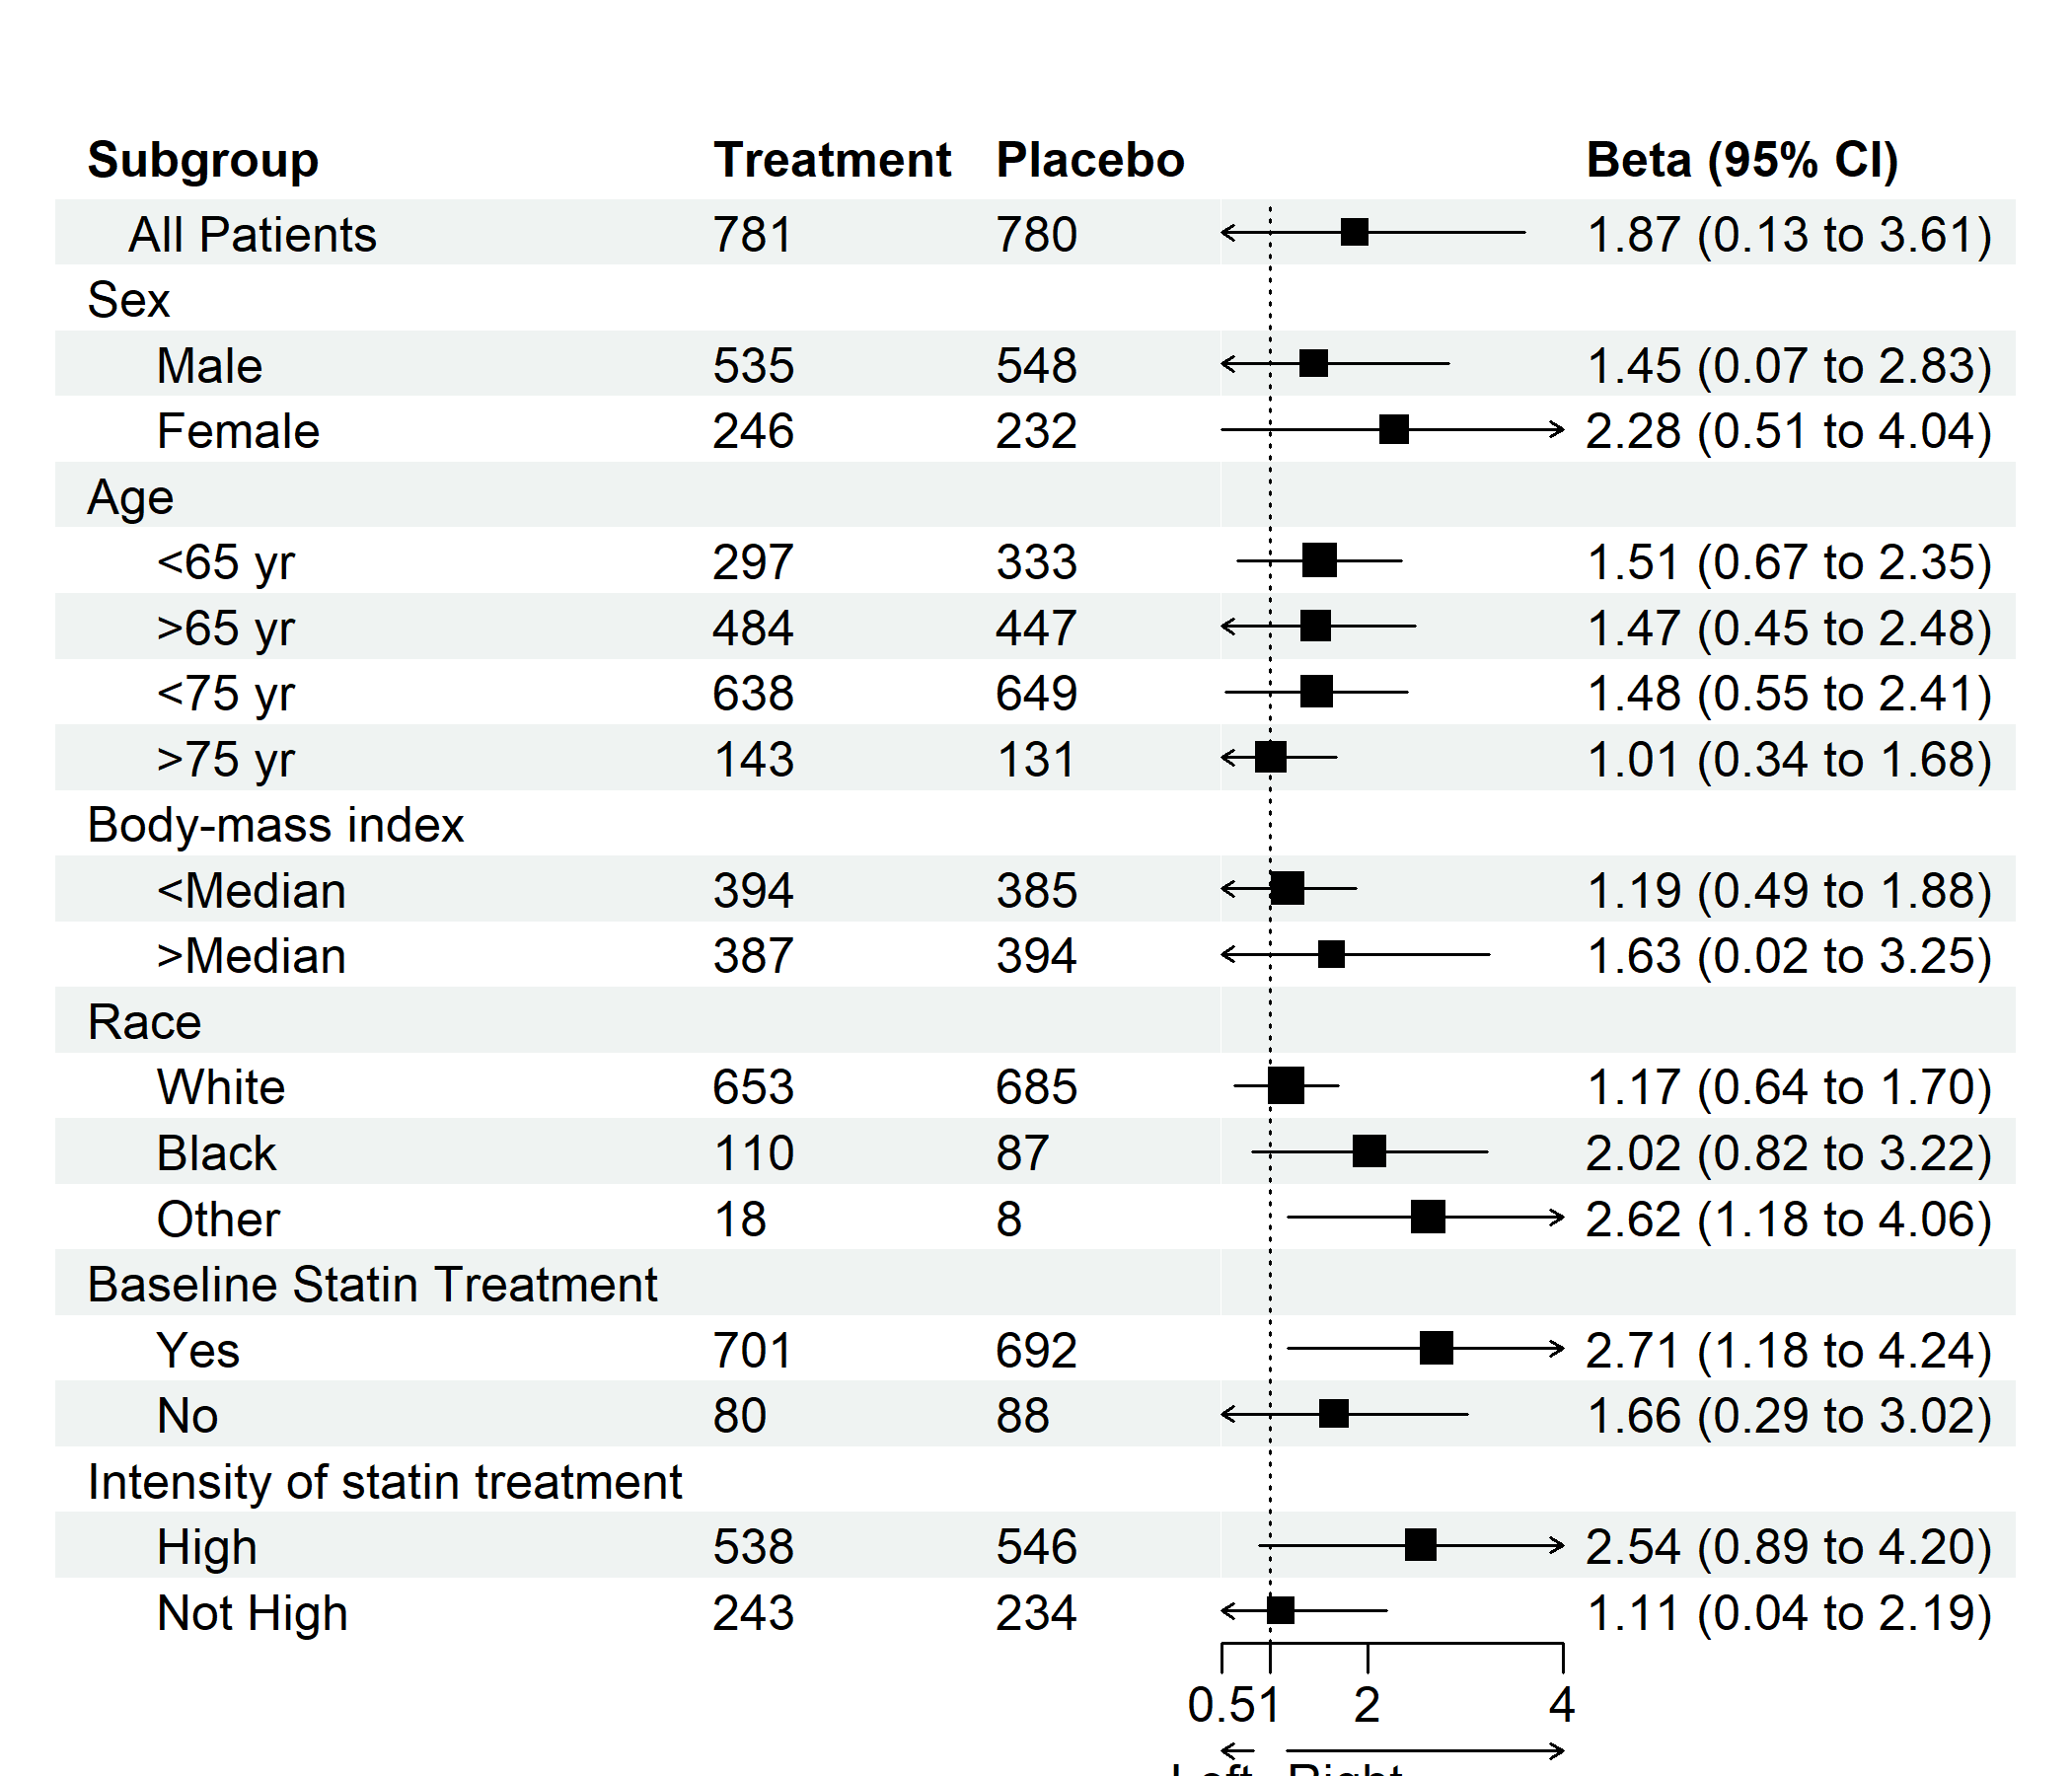 Subgroup Treatment Placebo Beta (95% CI)
All Patients 781 780 1.87 (0.13 to 3.61)
Sex
Male 535 548 1.45 (0.07 to 2.83)
Female 246 232 2.28 (0.51 to 4.04)
Age
<65 yr 297 333 1.51 (0.67 to 2.35)
>65 yr 484 447 1.47 (0.45 to 2.48)
<75 yr 638 649 1.48 (0.55 to 2.41)
>75 yr 143 131 1.01 (0.34 to 1.68)
Body-mass index
<Median 394 385 1.19 (0.49 to 1.88)
>Median 387 394 1.63 (0.02 to 3.25)
Race
White 653 685 1.17 (0.64 to 1.70)
Black 110 87 2.02 (0.82 to 3.22)
Other 18 8 2.62 (1.18 to 4.06)
Baseline Statin Treatment
Yes 701 692 2.71 (1.18 to 4.24)
No 80 88 1.66 (0.29 to 3.02)
Intensity of statin treatment
High 538 546 2.54 (0.89 to 4.20)
Not High 243 234 1.11 (0.04 to 2.19)
0.5 1 2 4
Left Right